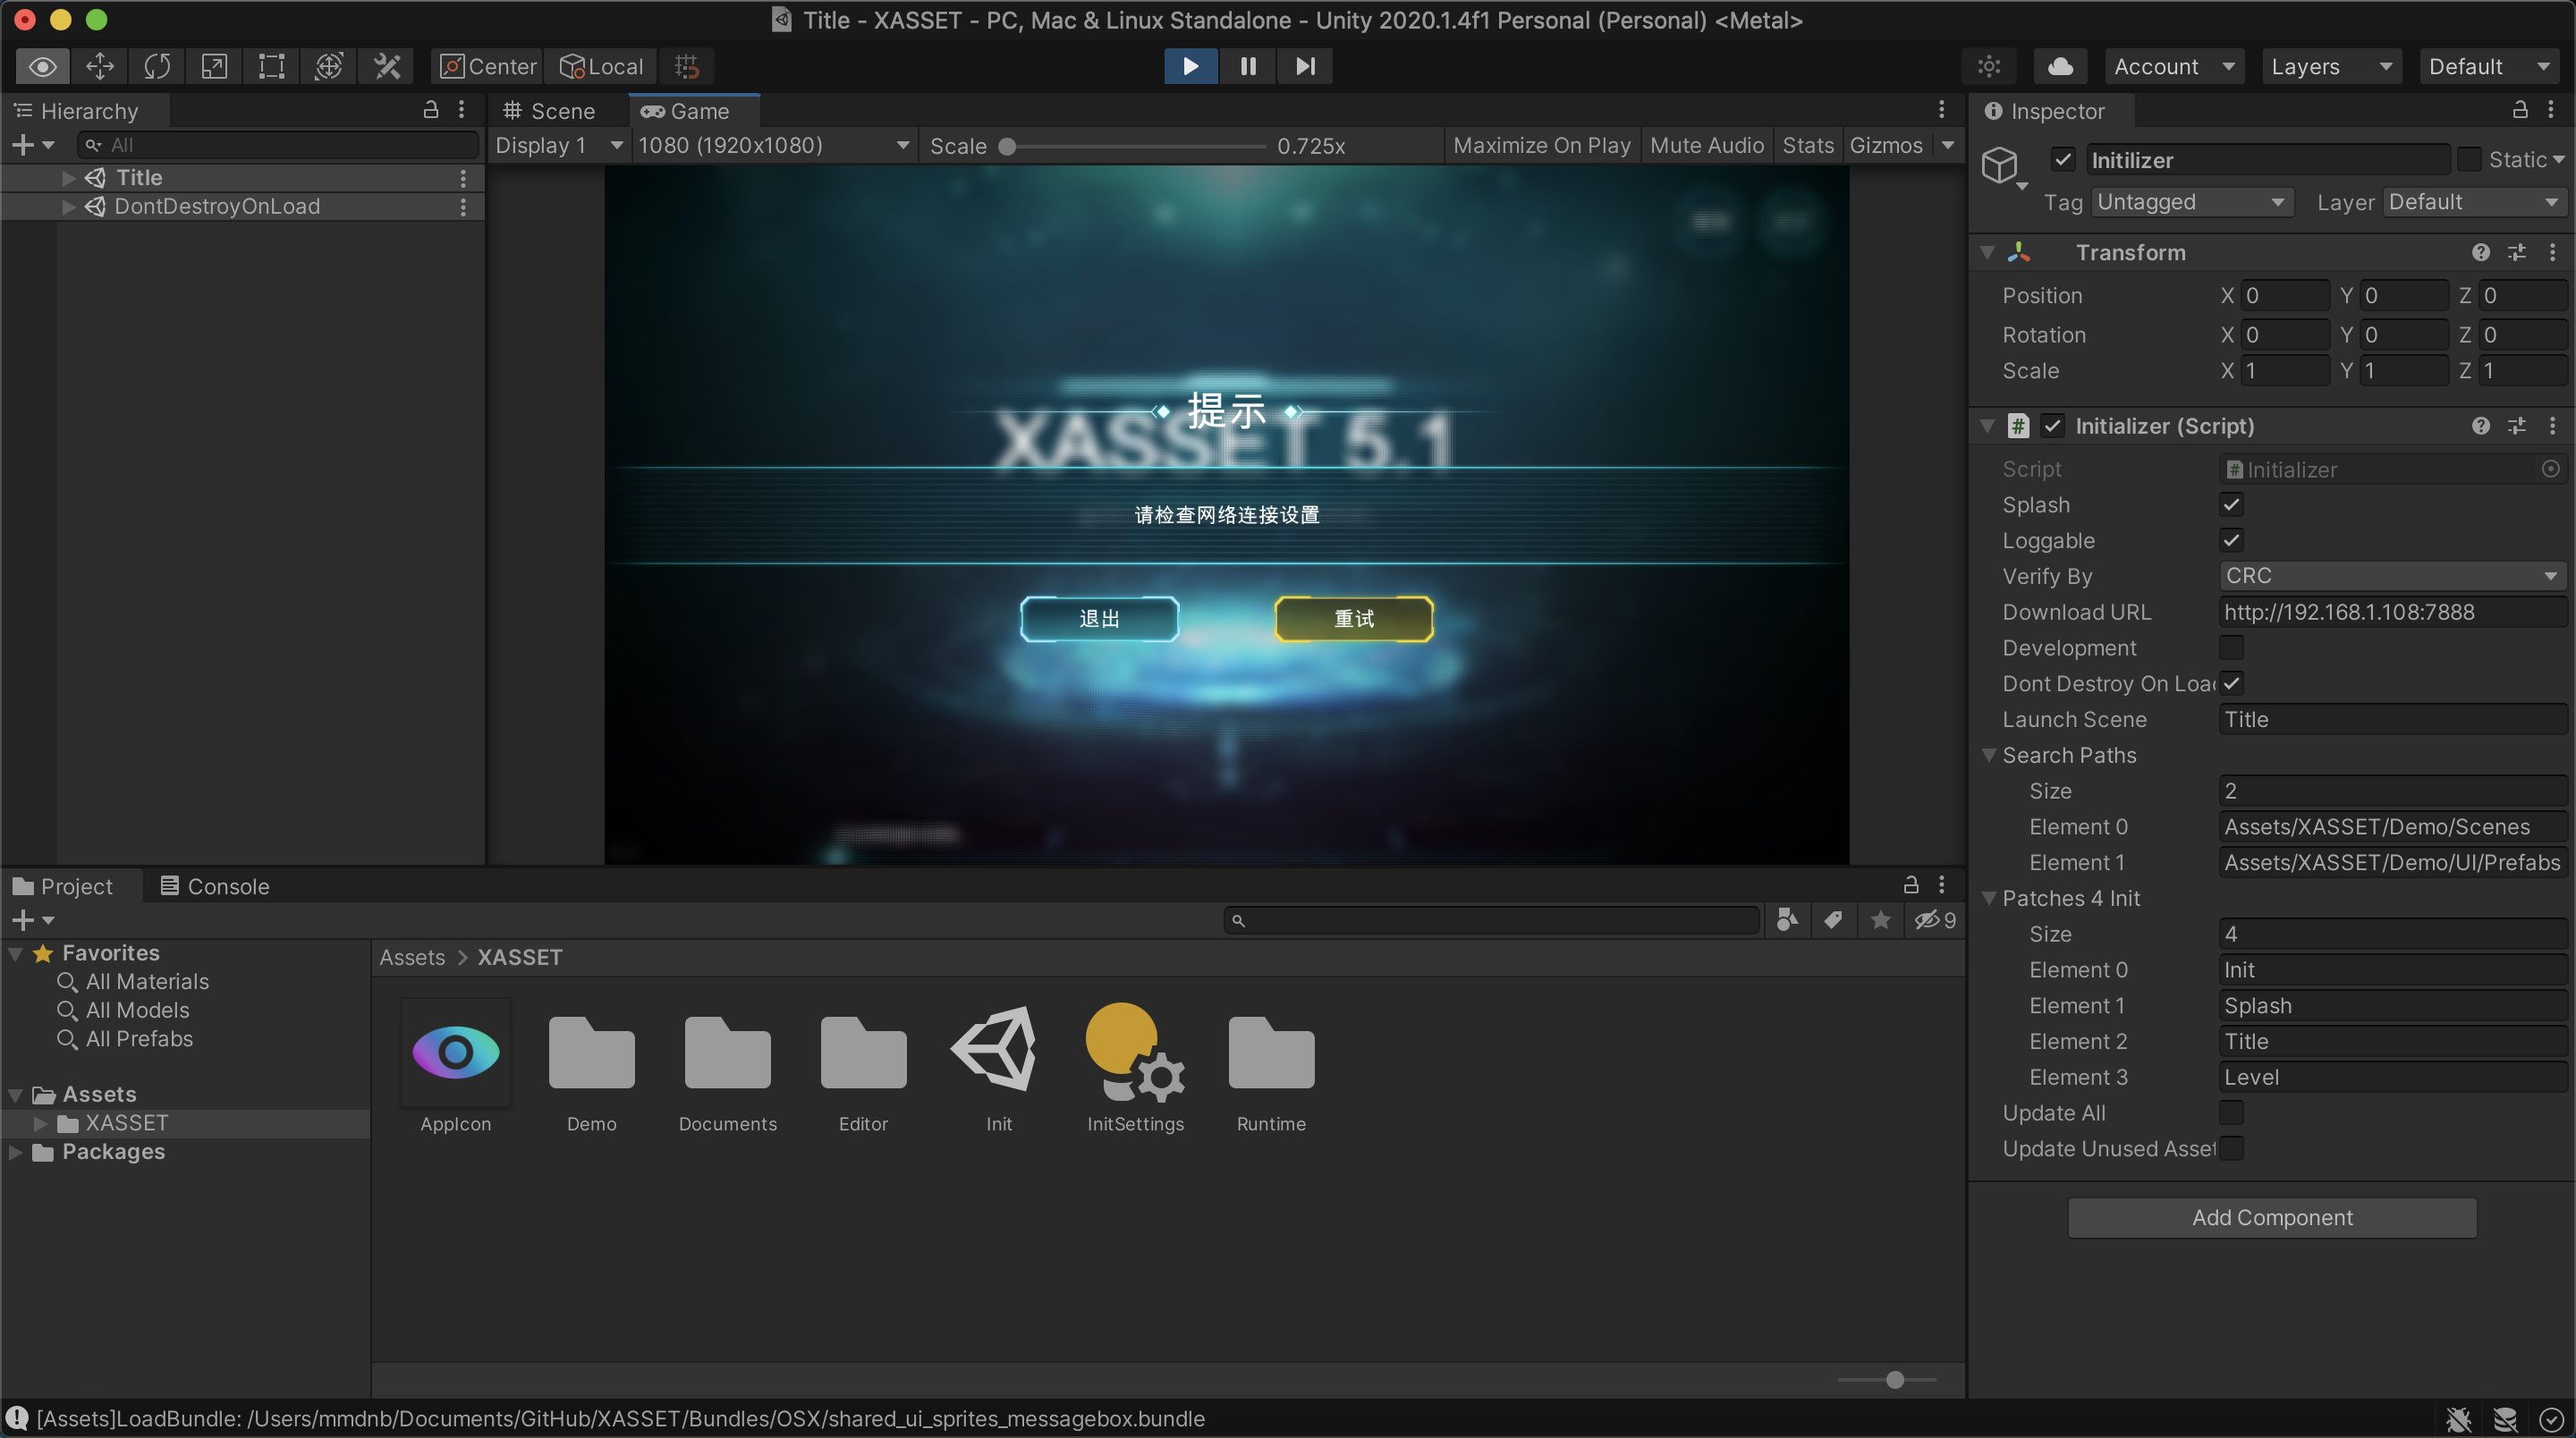 Title - XASSET - PC, Mac & Linux Standalone - Unity 2020.1.4f1 Personal (Personal) <Metal>
Center
Local
Account
Layers
Default
Hierarchy
All
Title
DontDestroyOnLoad
Scene
Game
Display 1
1080 (1920x1080)
Scale
0.725x
Maximize On Play
Mute Audio
Stats
Gizmos
提示
XASSET 5.1
请检查网络连接设置
退出
重试
Inspector
Initilizer
Static
Tag
Untagged
Layer
Default
Transform
Position X 0 Y 0 Z 0
Rotation X 0 Y 0 Z 0
Scale X 1 Y 1 Z 1
Initializer (Script)
Script
# Initializer
Splash
Loggable
Verify By CRC
Download URL http://192.168.1.108:7888
Development
Dont Destroy On Loa
Launch Scene Title
Search Paths
Size 2
Element 0 Assets/XASSET/Demo/Scenes
Element 1 Assets/XASSET/Demo/UI/Prefabs
Patches 4 Init
Size 4
Element 0 Init
Element 1 Splash
Element 2 Title
Element 3 Level
Update All
Update Unused Asset
Add Component
Project
Console
9
Favorites
All Materials
All Models
All Prefabs
Assets
XASSET
Packages
Assets > XASSET
AppIcon
Demo
Documents
Editor
Init
InitSettings
Runtime
[Assets]LoadBundle: /Users/mmdnb/Documents/GitHub/XASSET/Bundles/OSX/shared_ui_sprites_messagebox.bundle